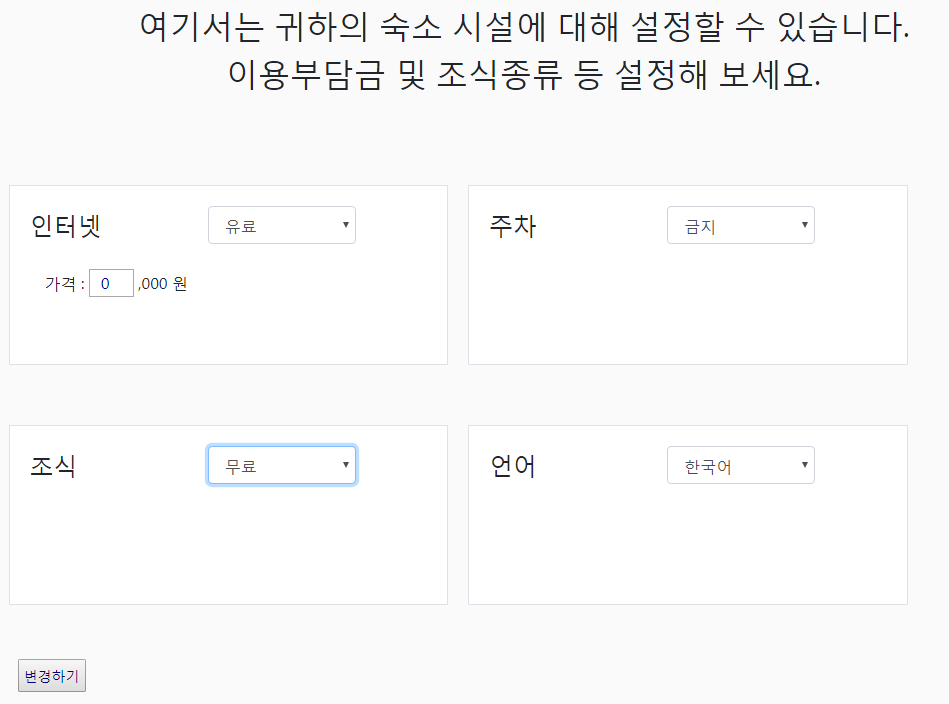 여기서는 귀하의 숙소 시설에 대해 설정할 수 있습니다.
이용부담금 및 조식종류 등 설정해 보세요.
인터넷 유료
가격 : 0 ,000 원
주차 금지
조식 무료
언어 한국어
변경하기